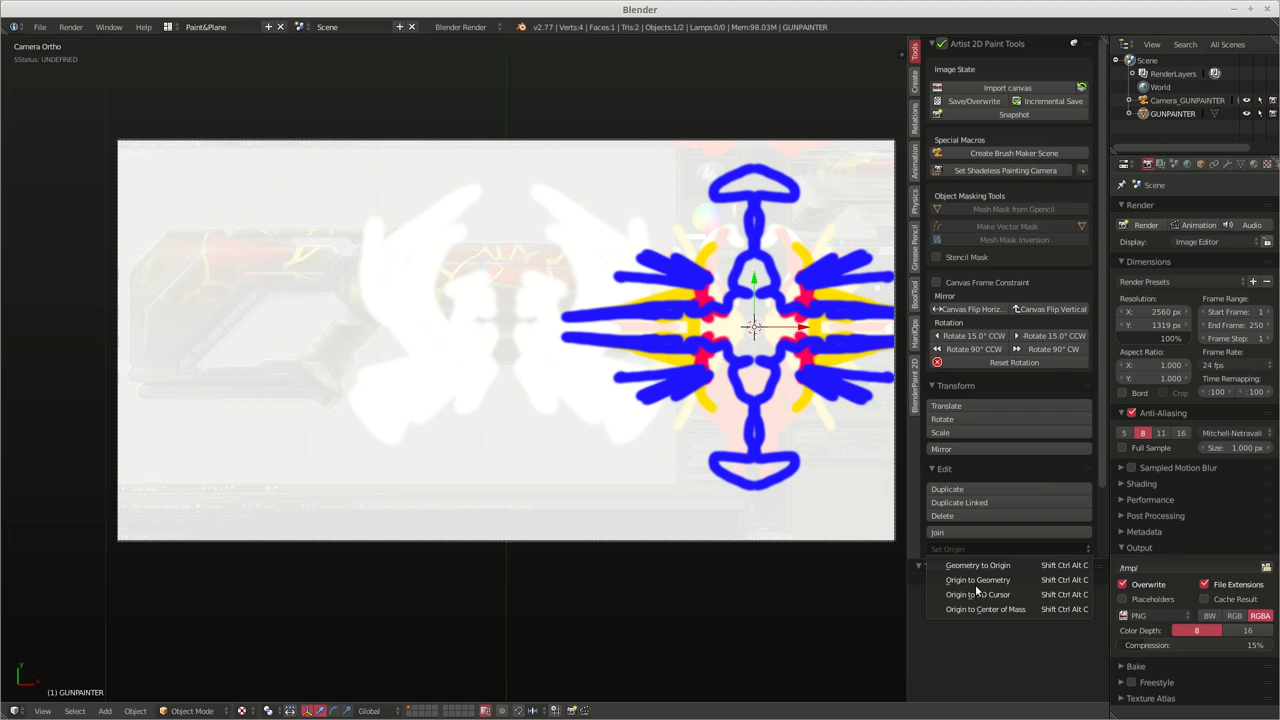 Blender
File Render Window Help Paint&Plane Scene Blender Render v2.77 | Verts:4 | Faces:1 | Tris:2 | Objects:1/2 | Lamps:0/0 | Mem:98.03M | GUNPAINTER
Camera Ortho
SStatus: UNDEFINED
(1) GUNPAINTER
y
View Select Add Object Object Mode Global
Tools
Create
Relations
Animation
Physics
Grease Pencil
BoolTool
HardOps
BlenderPaint 2D
Artist 2D Paint Tools
Image State
Import canvas
Save/Overwrite Incremental Save
Snapshot
Special Macros
Create Brush Maker Scene
Set Shadeless Painting Camera
Object Masking Tools
Mesh Mask from Gpencil
Make Vector Mask
Mesh Mask Inversion
Stencil Mask
Canvas Frame Constraint
Mirror
Canvas Flip Horiz... Canvas Flip Vertical
Rotation
Rotate 15.0° CCW -Rotate 15.0° CCW
Rotate 90° CCW Rotate 90° CW
Reset Rotation
Transform
Translate
Rotate
Scale
Mirror
Edit
Duplicate
Duplicate Linked
Delete
Join
Set Origin
Geometry to Origin Shift Ctrl Alt C
Origin to Geometry Shift Ctrl Alt C
Origin to 3D Cursor Shift Ctrl Alt C
Origin to Center of Mass Shift Ctrl Alt C
View Search All Scenes
Scene
RenderLayers
World
Camera_GUNPAINTER
GUNPAINTER
Scene
Render
Render Animation Audio
Display: Image Editor
Dimensions
Render Presets
Resolution: Frame Range:
X: 2560 px Start Frame: 1
Y: 1319 px End Frame: 250
100% Frame Step: 1
Aspect Ratio: Frame Rate:
X: 1.000 24 fps
Y: 1.000 Time Remapping:
Bord Crop :100 : 100
Anti-Aliasing
5 8 11 16 Mitchell-Netravali
Full Sample Size: 1.000 px
Sampled Motion Blur
Shading
Performance
Post Processing
Metadata
Output
/tmp/
Overwrite File Extensions
Placeholders Cache Result
PNG BW RGB RGBA
Color Depth: 8 16
Compression: 15%
Bake
Freestyle
Texture Atlas